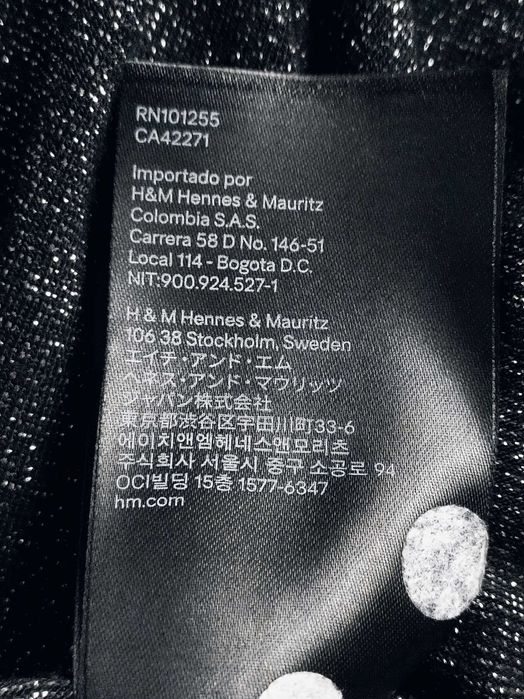 RN101255
CA42271
Importado por
H&M Hennes & Mauritz
Colombia S.A.S.
Carrera 58 D No. 146-51
Local 114 - Bogota D.C.
NIT:900.924.527-1
H & M Hennes & Mauritz
106 38 Stockholm, Sweden
エイチ・アンド・エム
ヘネス・アンド・マウリッツ
ジャパン株式会社
東京都渋谷区宇田川町33-6
에이치앤엠헤네스앤모리츠
주식회사 서울시 중구 소공로 94
OCI빌딩 15층 1577-6347
hm.com